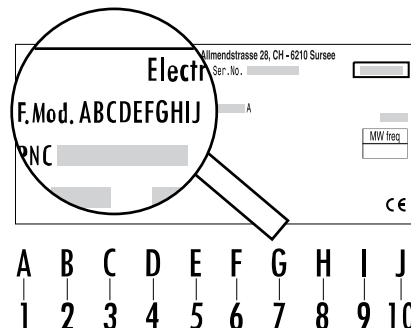 Allmendstrasse 28, CH - 6210 Sursee
Electr Ser.No.
F.Mod. ABCDEFGHIJ A
PNC
MW freq
CE
A B C D E F G H I J
1 2 3 4 5 6 7 8 9 10